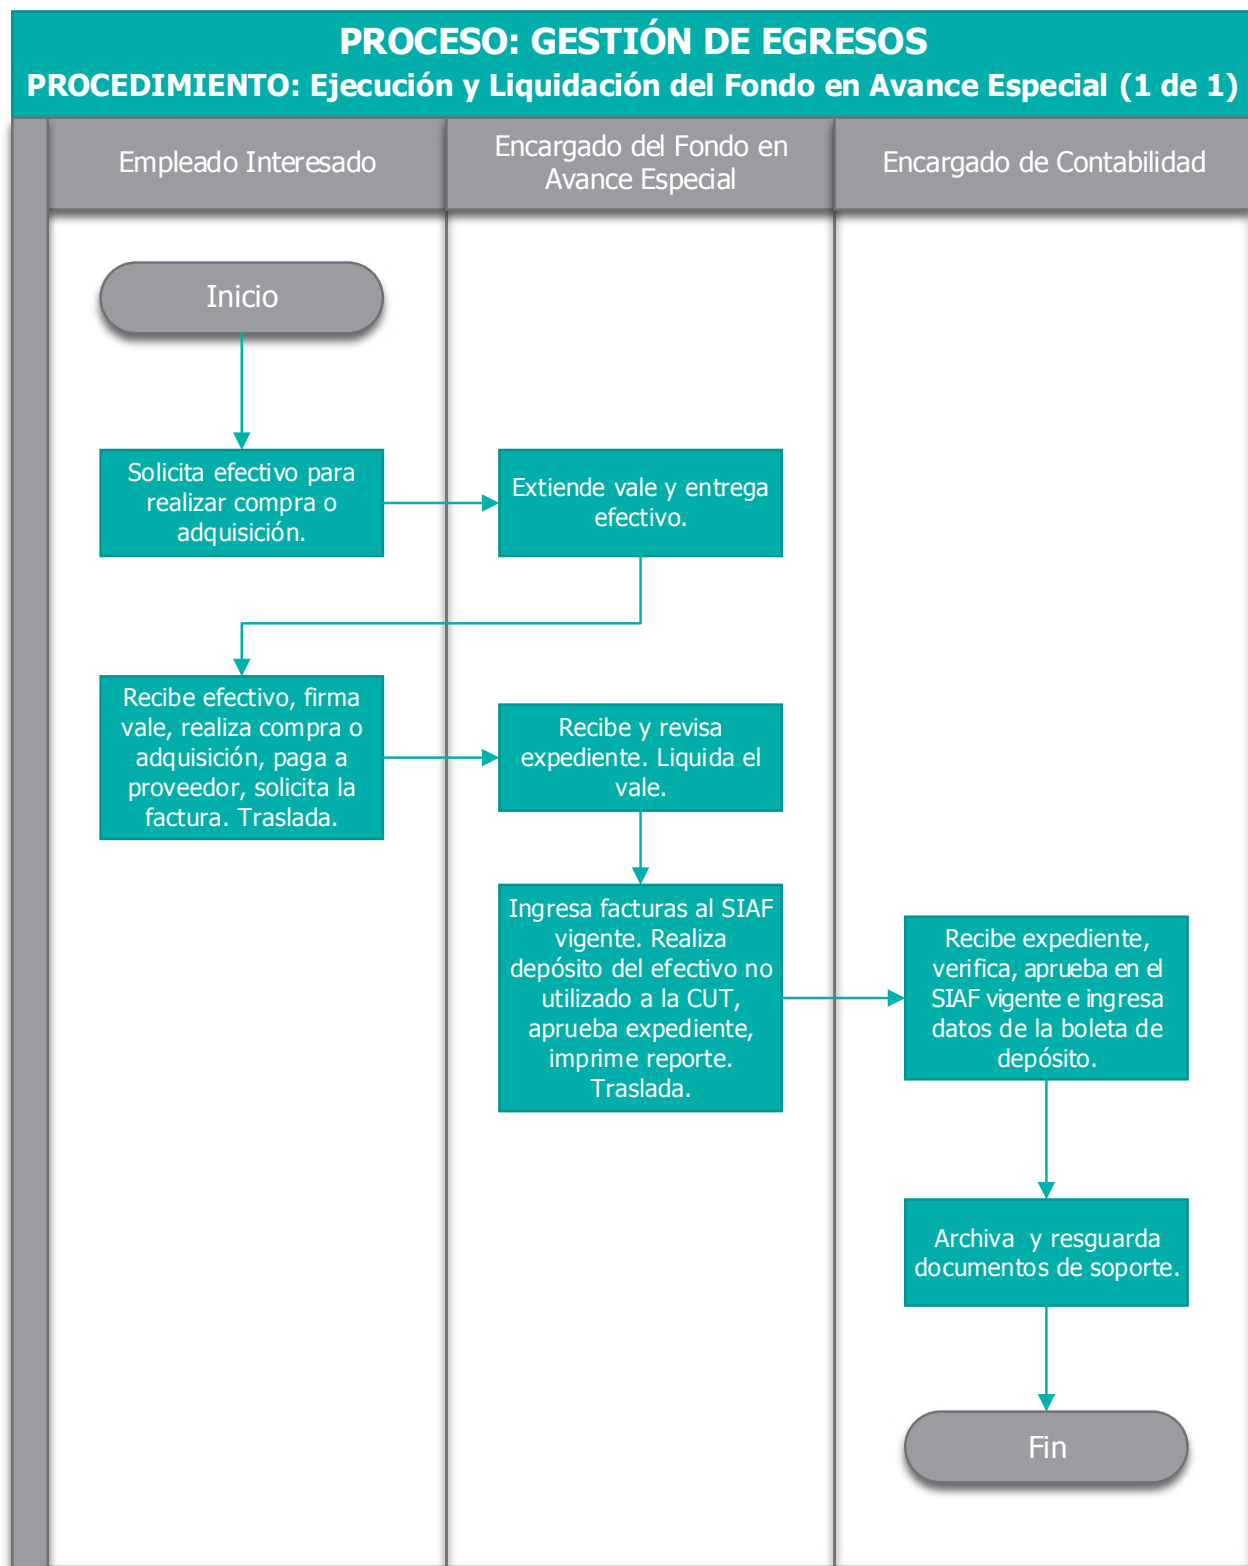 PROCESO: GESTIÓN DE EGRESOS
PROCEDIMIENTO: Ejecución y Liquidación del Fondo en Avance Especial (1 de 1)
Empleado Interesado
Encargado del Fondo en
Avance Especial
Encargado de Contabilidad
Inicio
Solicita efectivo para
realizar compra o
adquisición.
Extiende vale y entrega
efectivo.
Recibe efectivo, firma
vale, realiza compra o
adquisición, paga a
proveedor, solicita la
factura. Traslada.
Recibe y revisa
expediente. Liquida el
vale.
Ingresa facturas al SIAF
vigente. Realiza
depósito del efectivo no
utilizado a la CUT,
aprueba expediente,
imprime reporte.
Traslada.
Recibe expediente,
verifica, aprueba en el
SIAF vigente e ingresa
datos de la boleta de
depósito.
Archiva y resguarda
documentos de soporte.
Fin